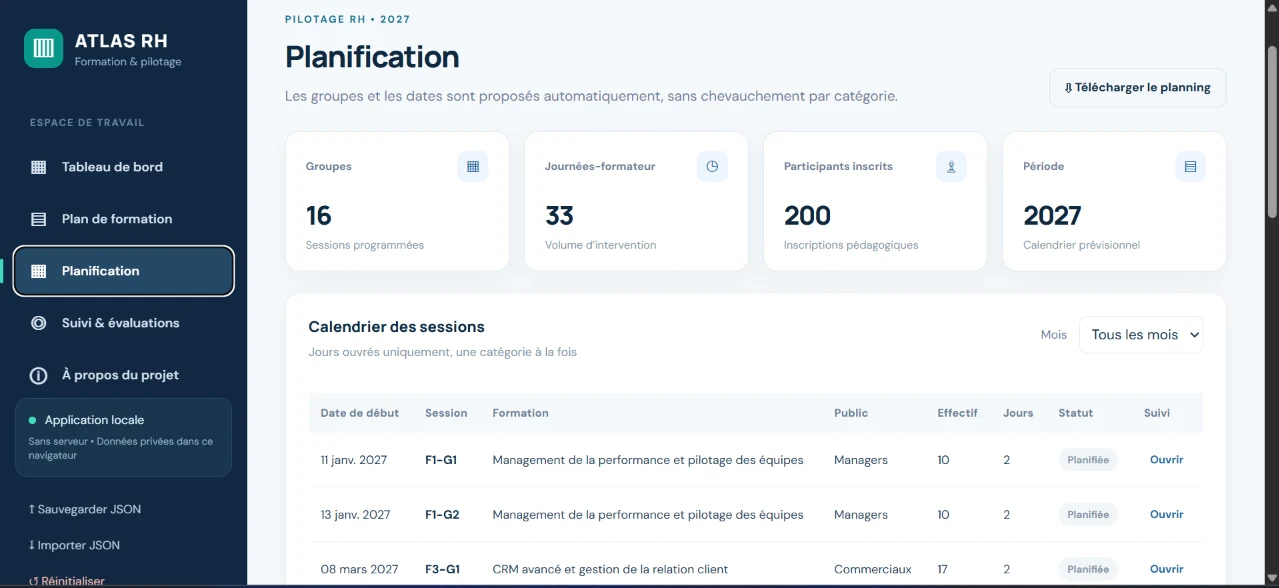 ATLAS RH
Formation & pilotage
ESPACE DE TRAVAIL
Tableau de bord
Plan de formation
Planification
Suivi & évaluations
À propos du projet
Application locale
Sans serveur • Données privées dans ce
navigateur
↑ Sauvegarder JSON
↓ Importer JSON
↺ Réinitialiser
PILOTAGE RH • 2027
Planification
Les groupes et les dates sont proposés automatiquement, sans chevauchement par catégorie.
⇩ Télécharger le planning
Groupes
16
Sessions programmées
Journées-formateur
33
Volume d'intervention
Participants inscrits
200
Inscriptions pédagogiques
Période
2027
Calendrier prévisionnel
Calendrier des sessions
Jours ouvrés uniquement, une catégorie à la fois
Mois Tous les mois
Date de début Session Formation Public Effectif Jours Statut Suivi
11 janv. 2027 F1-G1 Management de la performance et pilotage des équipes Managers 10 2 Planifiée Ouvrir
13 janv. 2027 F1-G2 Management de la performance et pilotage des équipes Managers 10 2 Planifiée Ouvrir
08 mars 2027 F3-G1 CRM avancé et gestion de la relation client Commerciaux 17 2 Planifiée Ouvrir